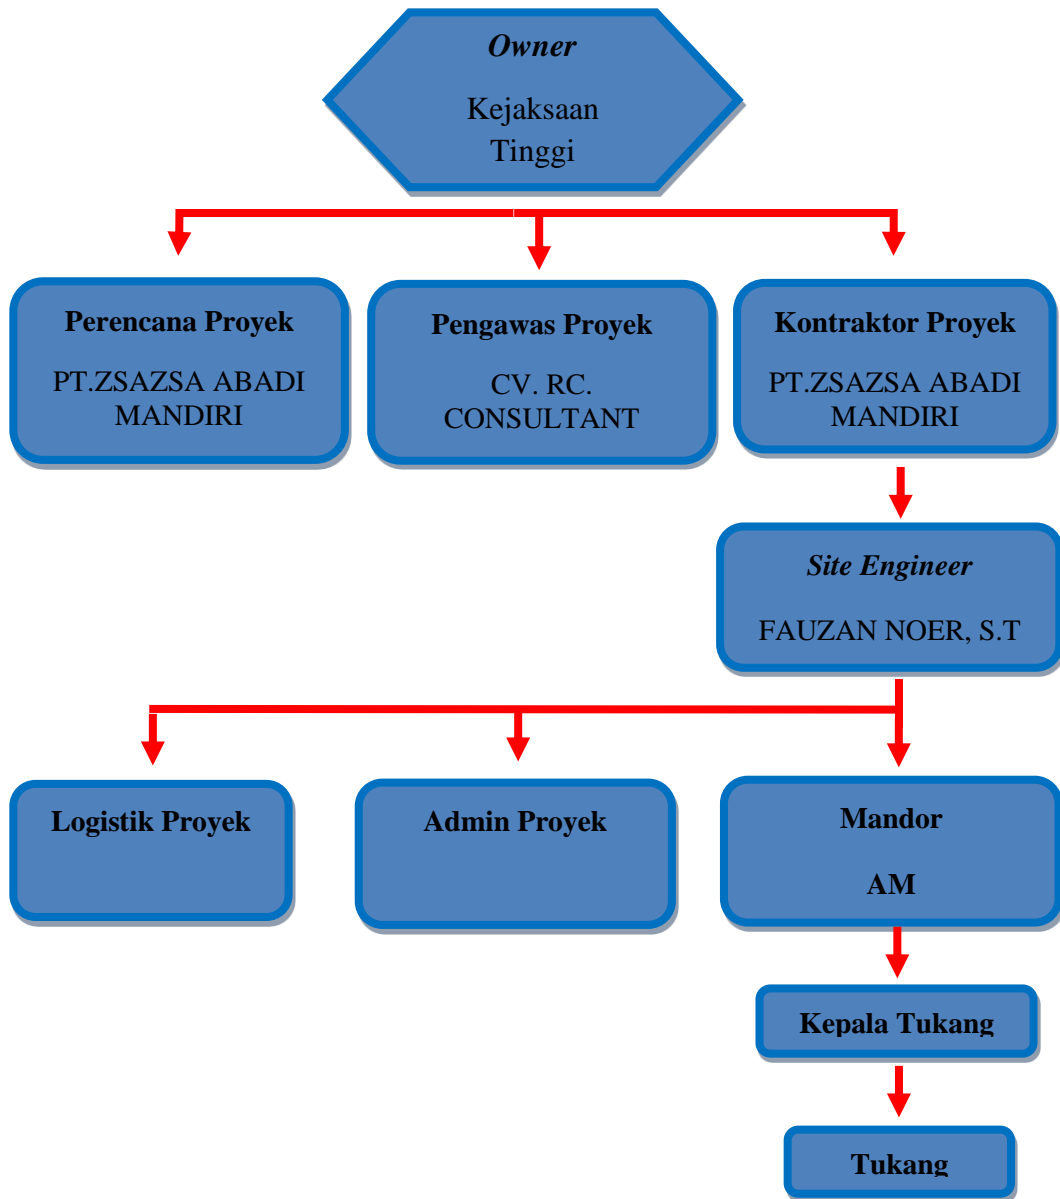 Owner
Kejaksaan
Tinggi
Perencana Proyek
PT.ZSAZSA ABADI
MANDIRI
Pengawas Proyek
CV. RC.
CONSULTANT
Kontraktor Proyek
PT.ZSAZSA ABADI
MANDIRI
Site Engineer
FAUZAN NOER, S.T
Logistik Proyek
Admin Proyek
Mandor
AM
Kepala Tukang
Tukang